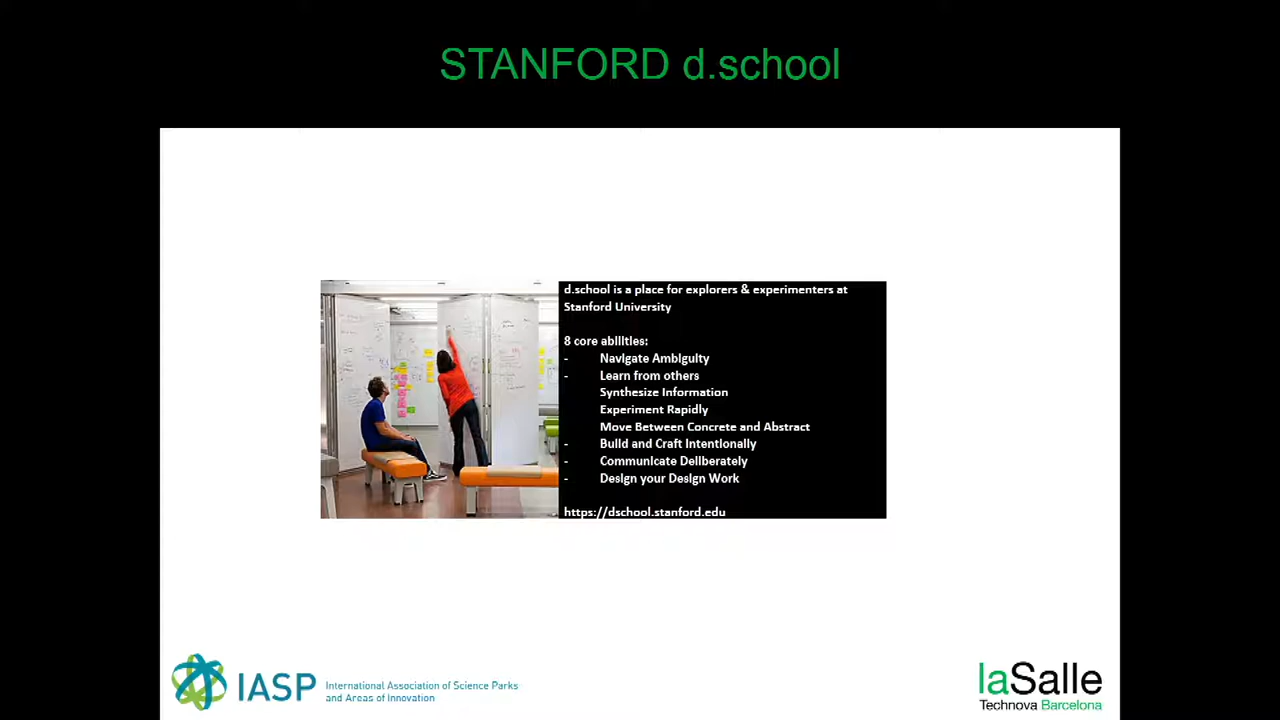 STANFORD d.school
d.school is a place for explorers & experimenters at
Stanford University
8 core abilities:
- Navigate Ambiguity
- Learn from others
Synthesize Information
Experiment Rapidly
Move Between Concrete and Abstract
- Build and Craft Intentionally
- Communicate Deliberately
- Design your Design Work
https://dschool.stanford.edu
IASP
International Association of Science Parks
and Areas of Innovation
laSalle
Technova Barcelona